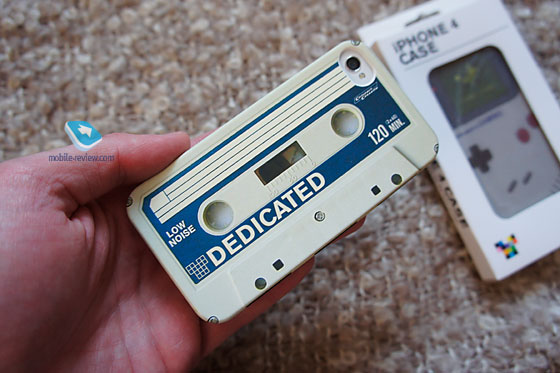 iPHONE 4
CASE
120 MIN.
LOW
NOISE
DEDICATED
mobile-review.com